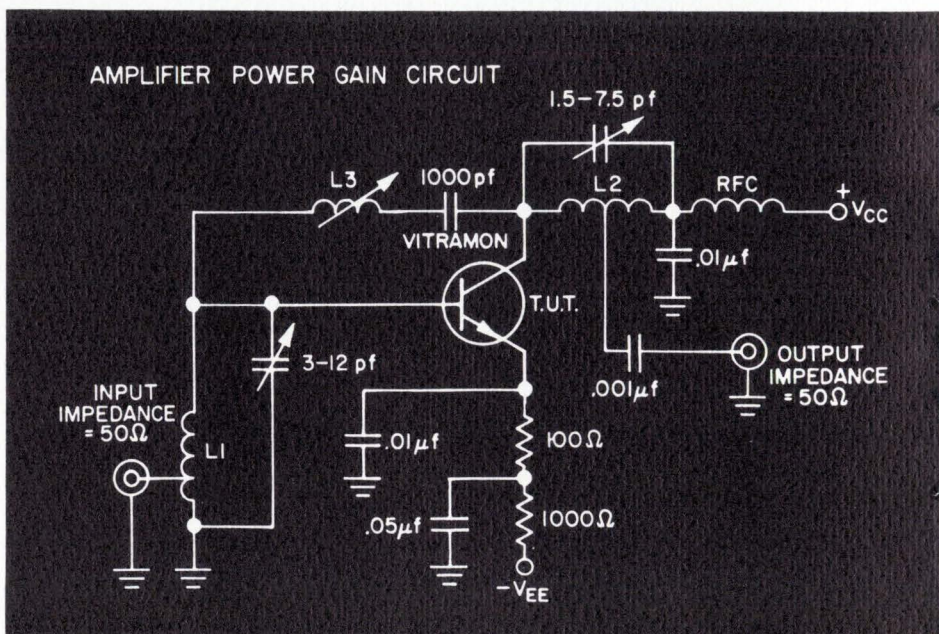 AMPLIFIER POWER GAIN CIRCUIT
1.5–7.5 pf
L3
1000 pf
L2
RFC
+
VCC
VITRAMON
.01μf
T.U.T.
3–12 pf
INPUT
IMPEDANCE
= 50Ω
L1
.001μf
OUTPUT
IMPEDANCE
= 50Ω
.01μf
100Ω
.05μf
1000Ω
-VEE